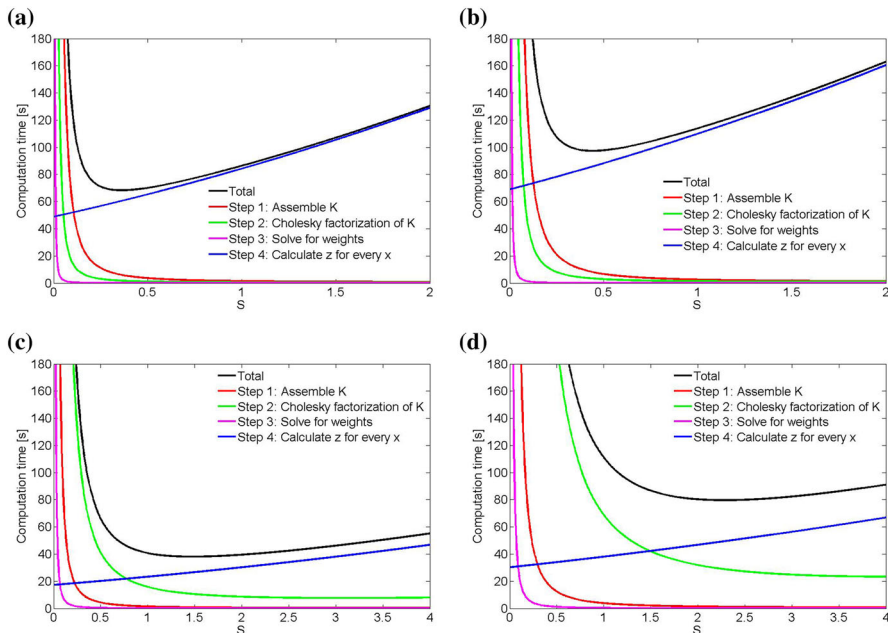 (a)
180
160
140
120
100
80
60
40
20
0
Computation time [s]
Total
Step 1: Assemble K
Step 2: Cholesky factorization of K
Step 3: Solve for weights
Step 4: Calculate z for every x
0 0.5 1 1.5 2
S
(b)
180
160
140
120
100
80
60
40
20
0
Computation time [s]
Total
Step 1: Assemble K
Step 2: Cholesky factorization of K
Step 3: Solve for weights
Step 4: Calculate z for every x
0 0.5 1 1.5 2
S
(c)
180
160
140
120
100
80
60
40
20
0
Computation time [s]
Total
Step 1: Assemble K
Step 2: Cholesky factorization of K
Step 3: Solve for weights
Step 4: Calculate z for every x
0 0.5 1 1.5 2 2.5 3 3.5 4
S
(d)
180
160
140
120
100
80
60
40
20
0
Computation time [s]
Total
Step 1: Assemble K
Step 2: Cholesky factorization of K
Step 3: Solve for weights
Step 4: Calculate z for every x
0 0.5 1 1.5 2 2.5 3 3.5 4
S